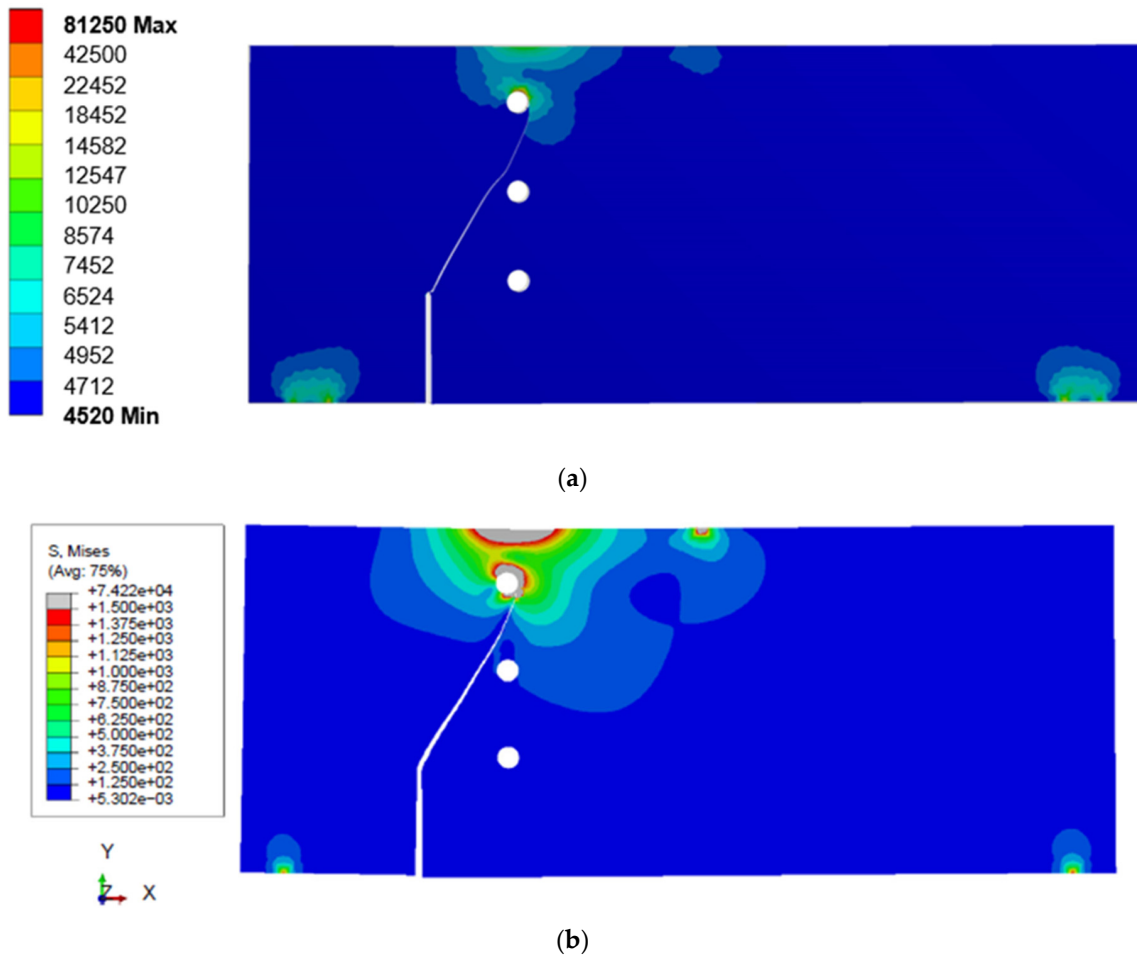 81250 Max
42500
22452
18452
14582
12547
10250
8574
7452
6524
5412
4952
4712
4520 Min
(a)
S, Mises
(Avg: 75%)
+7.422e+04
+1.500e+03
+1.375e+03
+1.250e+03
+1.125e+03
+1.000e+03
+8.750e+02
+7.500e+02
+6.250e+02
+5.000e+02
+3.750e+02
+2.500e+02
+1.250e+02
+5.302e−03
Y
Z X
(b)